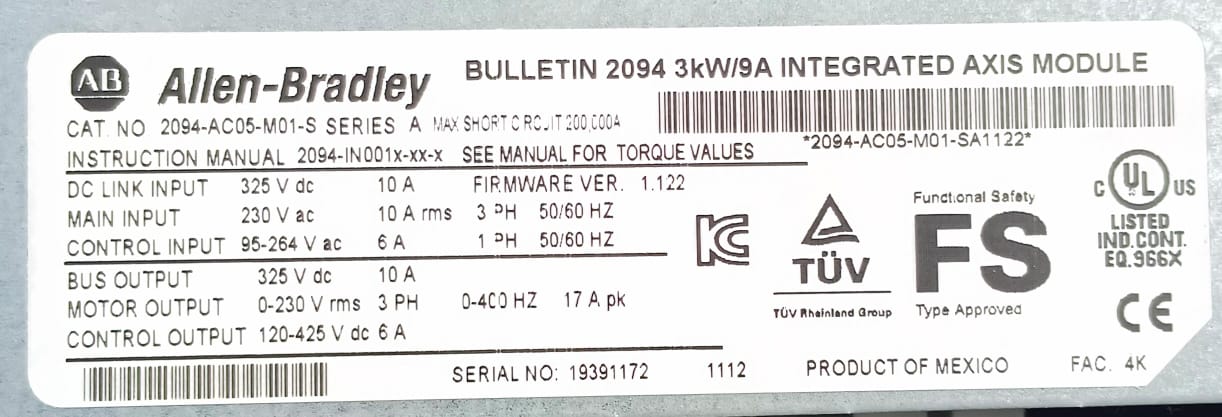 AB Allen-Bradley BULLETIN 2094 3kW/9A INTEGRATED AXIS MODULE
CAT. NO 2094-AC05-M01-S SERIES A MAX SHORT CIRCUIT 200,000A
*2094-AC05-M01-SA1122*
INSTRUCTION MANUAL 2094-IN001x-xx-x SEE MANUAL FOR TORQUE VALUES
DC LINK INPUT 325 V dc 10 A FIRMWARE VER. 1.122
MAIN INPUT 230 V ac 10 A rms 3 PH 50/60 HZ
CONTROL INPUT 95-264 V ac 6 A 1 PH 50/60 HZ
BUS OUTPUT 325 V dc 10 A
MOTOR OUTPUT 0-230 V rms 3 PH 0-400 HZ 17 A pk
CONTROL OUTPUT 120-425 V dc 6 A
KC
TÜV
TÜV Rheinland Group
Functional Safety
FS
Type Approved
C UL US
LISTED
IND.CONT.
EQ.966X
CE
SERIAL NO: 19391172 1112 PRODUCT OF MEXICO FAC. 4K